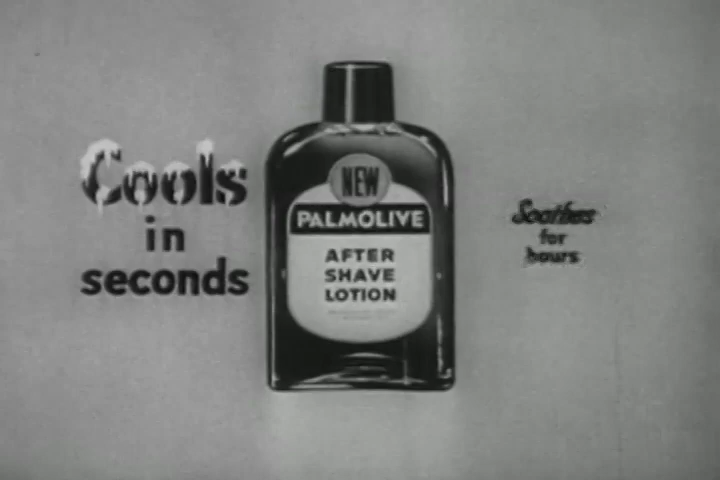 Cools
in
seconds
NEW
PALMOLIVE
AFTER
SHAVE
LOTION
Soothes
for
hours